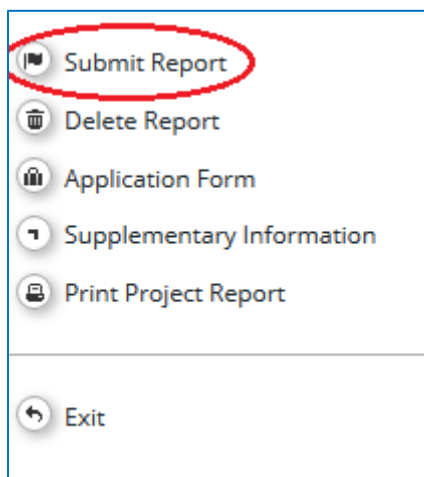 Submit Report
Delete Report
Application Form
Supplementary Information
Print Project Report
Exit